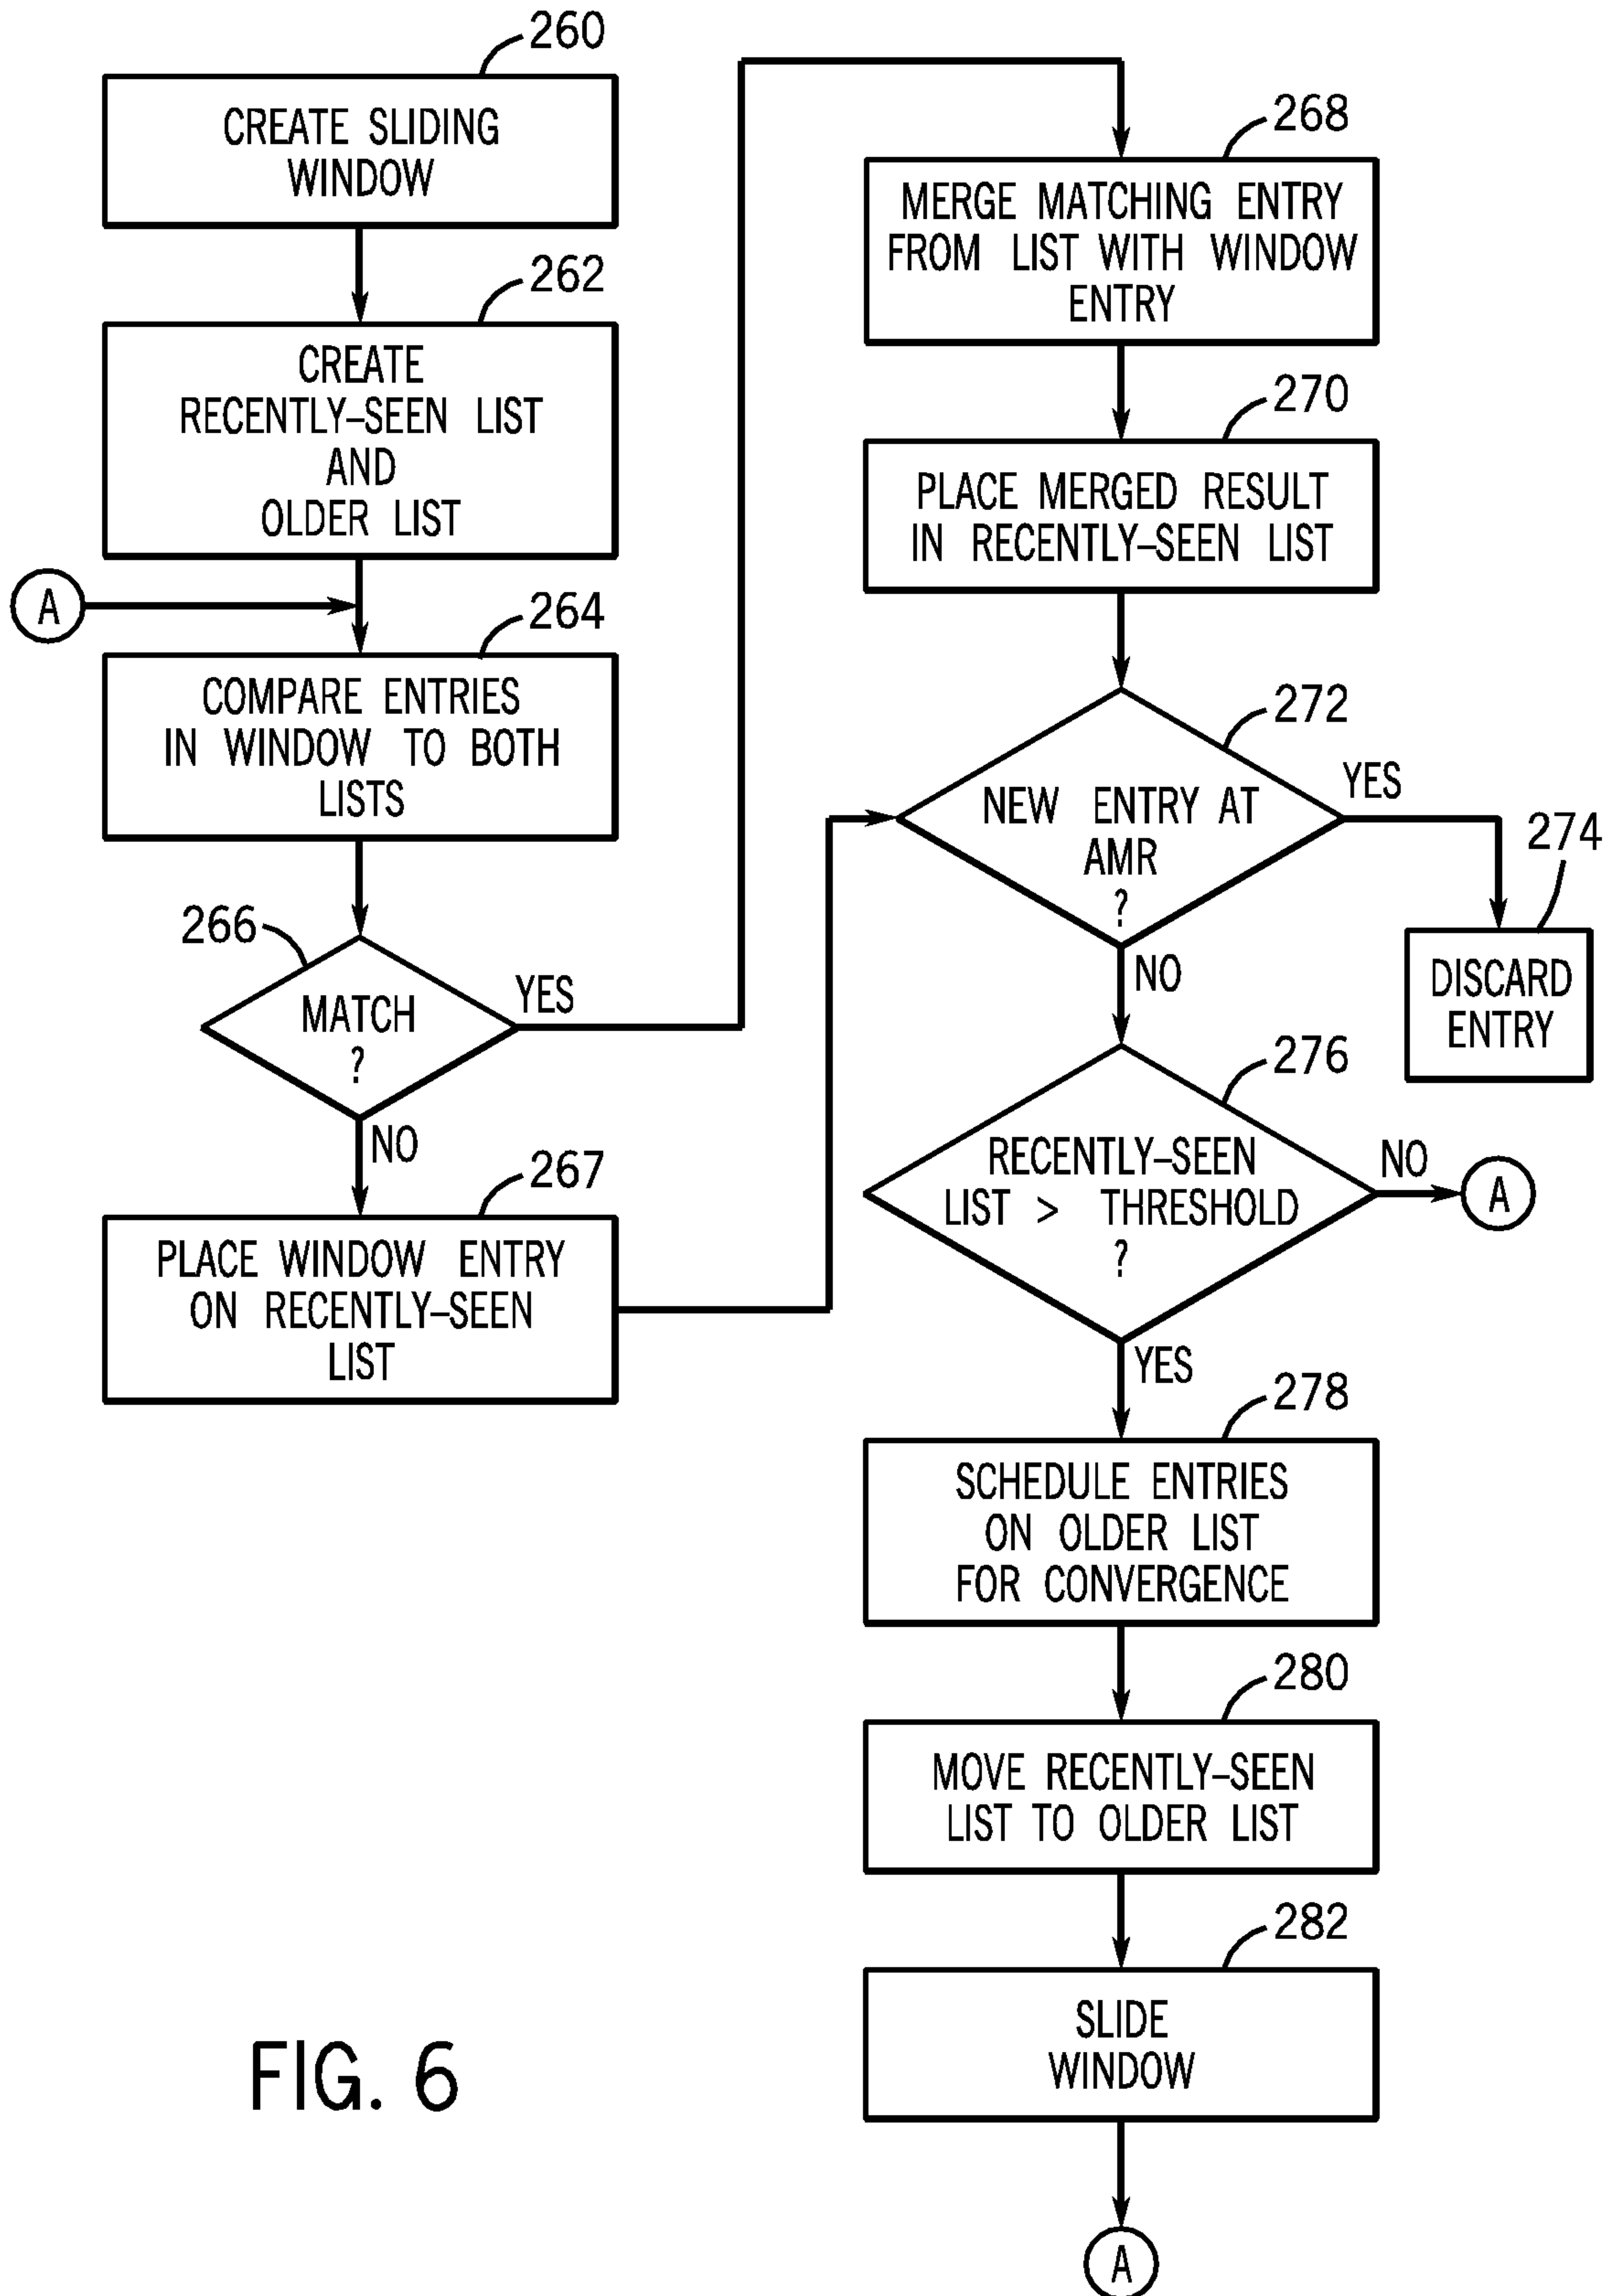 260
CREATE SLIDING
WINDOW
262
CREATE
RECENTLY–SEEN LIST
AND
OLDER LIST
A
264
COMPARE ENTRIES
IN WINDOW TO BOTH
LISTS
266
MATCH
?
YES
NO
267
PLACE WINDOW ENTRY
ON RECENTLY–SEEN
LIST
268
MERGE MATCHING ENTRY
FROM LIST WITH WINDOW
ENTRY
270
PLACE MERGED RESULT
IN RECENTLY–SEEN LIST
272
NEW ENTRY AT
AMR
?
YES
274
DISCARD
ENTRY
NO
276
RECENTLY–SEEN
LIST > THRESHOLD
?
NO
A
YES
278
SCHEDULE ENTRIES
ON OLDER LIST
FOR CONVERGENCE
280
MOVE RECENTLY–SEEN
LIST TO OLDER LIST
282
SLIDE
WINDOW
A
FIG. 6